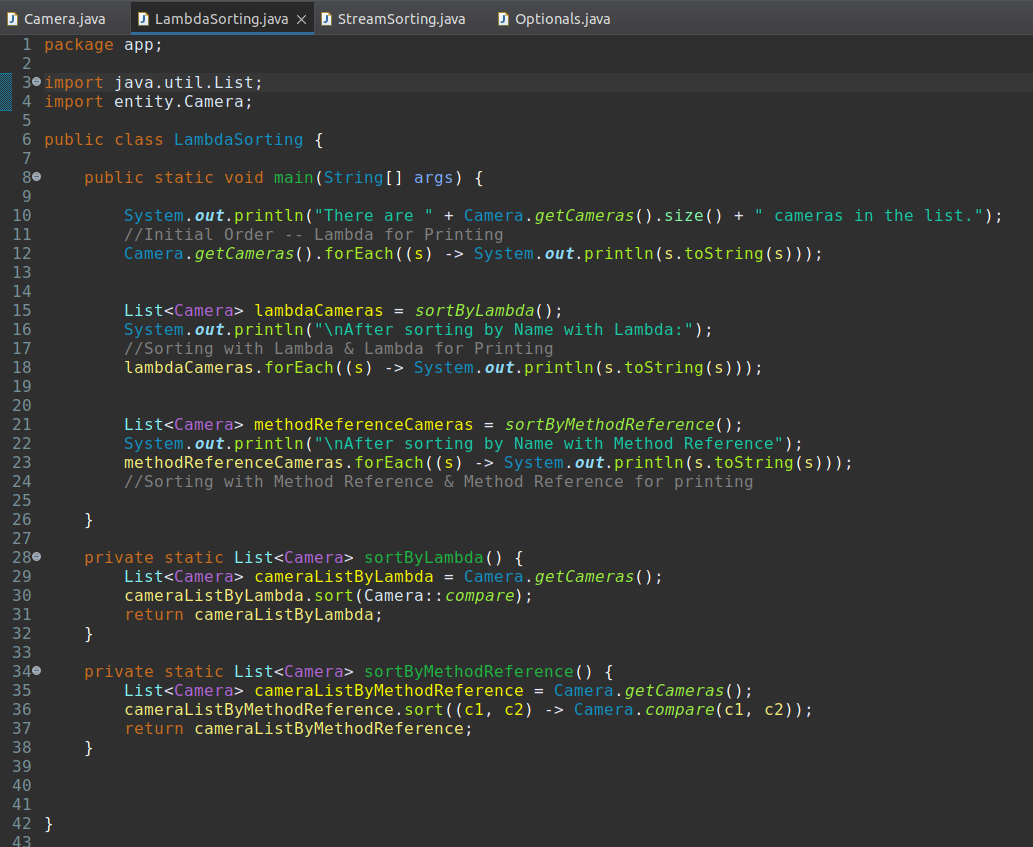 Camera.java LambdaSorting.java StreamSorting.java Optionals.java
1 package app;
2
3 import java.util.List;
4 import entity.Camera;
5
6 public class LambdaSorting {
7
8     public static void main(String[] args) {
9
10         System.out.println("There are " + Camera.getCameras().size() + " cameras in the list.");
11         //Initial Order -- Lambda for Printing
12         Camera.getCameras().forEach((s) -> System.out.println(s.toString(s)));
13
14
15         List<Camera> lambdaCameras = sortByLambda();
16         System.out.println("\nAfter sorting by Name with Lambda:");
17         //Sorting with Lambda & Lambda for Printing
18         lambdaCameras.forEach((s) -> System.out.println(s.toString(s)));
19
20
21         List<Camera> methodReferenceCameras = sortByMethodReference();
22         System.out.println("\nAfter sorting by Name with Method Reference");
23         methodReferenceCameras.forEach((s) -> System.out.println(s.toString(s)));
24         //Sorting with Method Reference & Method Reference for printing
25
26     }
27
28     private static List<Camera> sortByLambda() {
29         List<Camera> cameraListByLambda = Camera.getCameras();
30         cameraListByLambda.sort(Camera::compare);
31         return cameraListByLambda;
32     }
33
34     private static List<Camera> sortByMethodReference() {
35         List<Camera> cameraListByMethodReference = Camera.getCameras();
36         cameraListByMethodReference.sort((c1, c2) -> Camera.compare(c1, c2));
37         return cameraListByMethodReference;
38     }
39
40
41
42 }
43